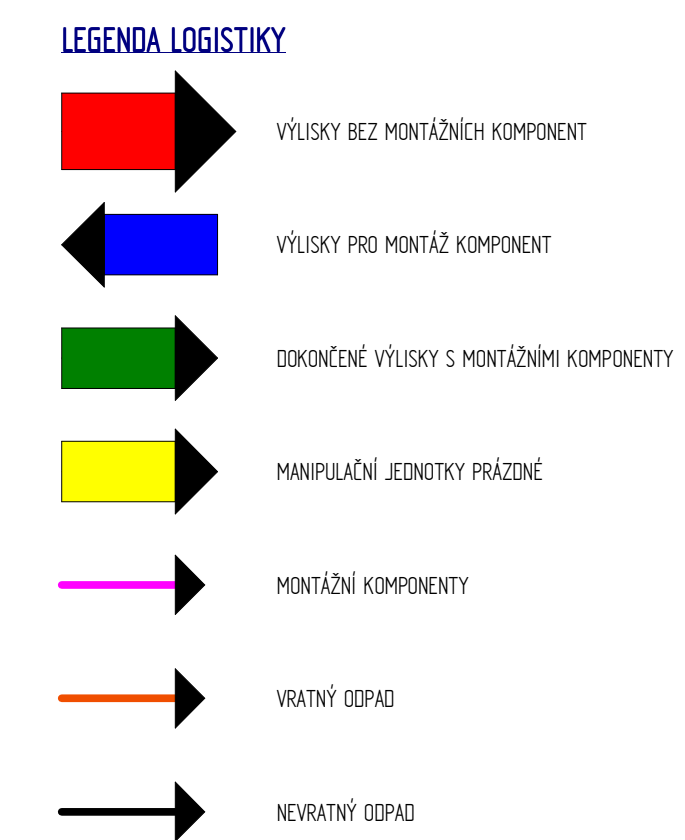 LEGENDA LOGISTIKY
VÝLISKY BEZ MONTÁŽNÍCH KOMPONENT
VÝLISKY PRO MONTÁŽ KOMPONENT
DOKONČENÉ VÝLISKY S MONTÁŽNÍMI KOMPONENTY
MANIPULAČNÍ JEDNOTKY PRÁZDNÉ
MONTÁŽNÍ KOMPONENTY
VRATNÝ ODPAD
NEVRATNÝ ODPAD